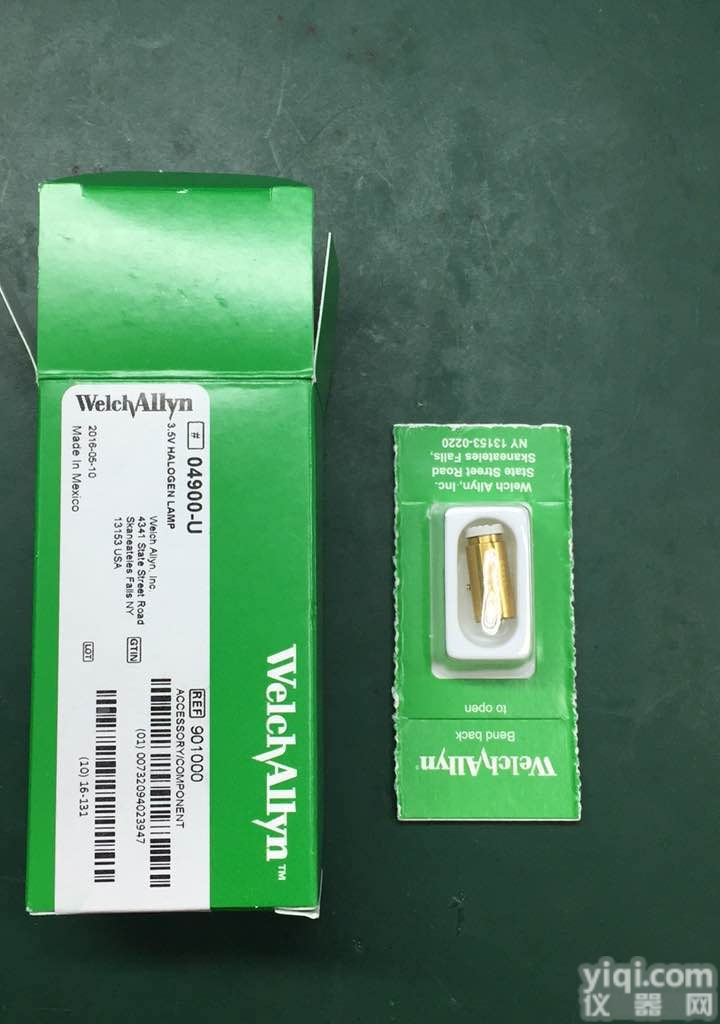 WelchAllyn
# 04900-U
3.5V HALOGEN LAMP
Welch Allyn, Inc
4341 State Street Road
Skaneateles Falls NY
13153 USA
2016-05-10
Made In Mexico
REF 901000
ACCESSORY/COMPONENT
GTIN
(01) 00732094023947
LOT
(10) 16-131
WelchAllyn™
WelchAllyn
Bend back
to open
Welch Allyn, Inc.
State Street Road
Skaneateles Falls,
NY 13153-0220
yiqi.com
仪器网